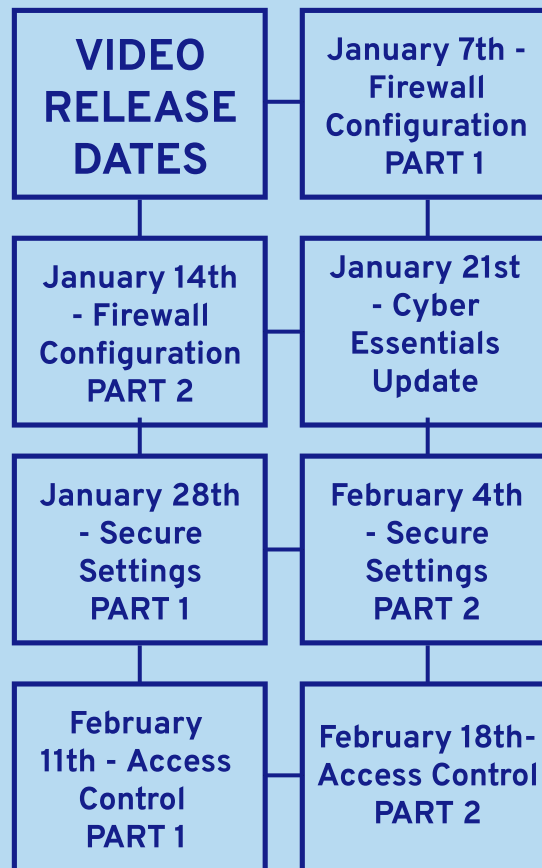 VIDEO
RELEASE
DATES
January 7th -
Firewall
Configuration
PART 1
January 14th
- Firewall
Configuration
PART 2
January 21st
- Cyber
Essentials
Update
January 28th
- Secure
Settings
PART 1
February 4th
- Secure
Settings
PART 2
February
11th - Access
Control
PART 1
February 18th-
Access Control
PART 2